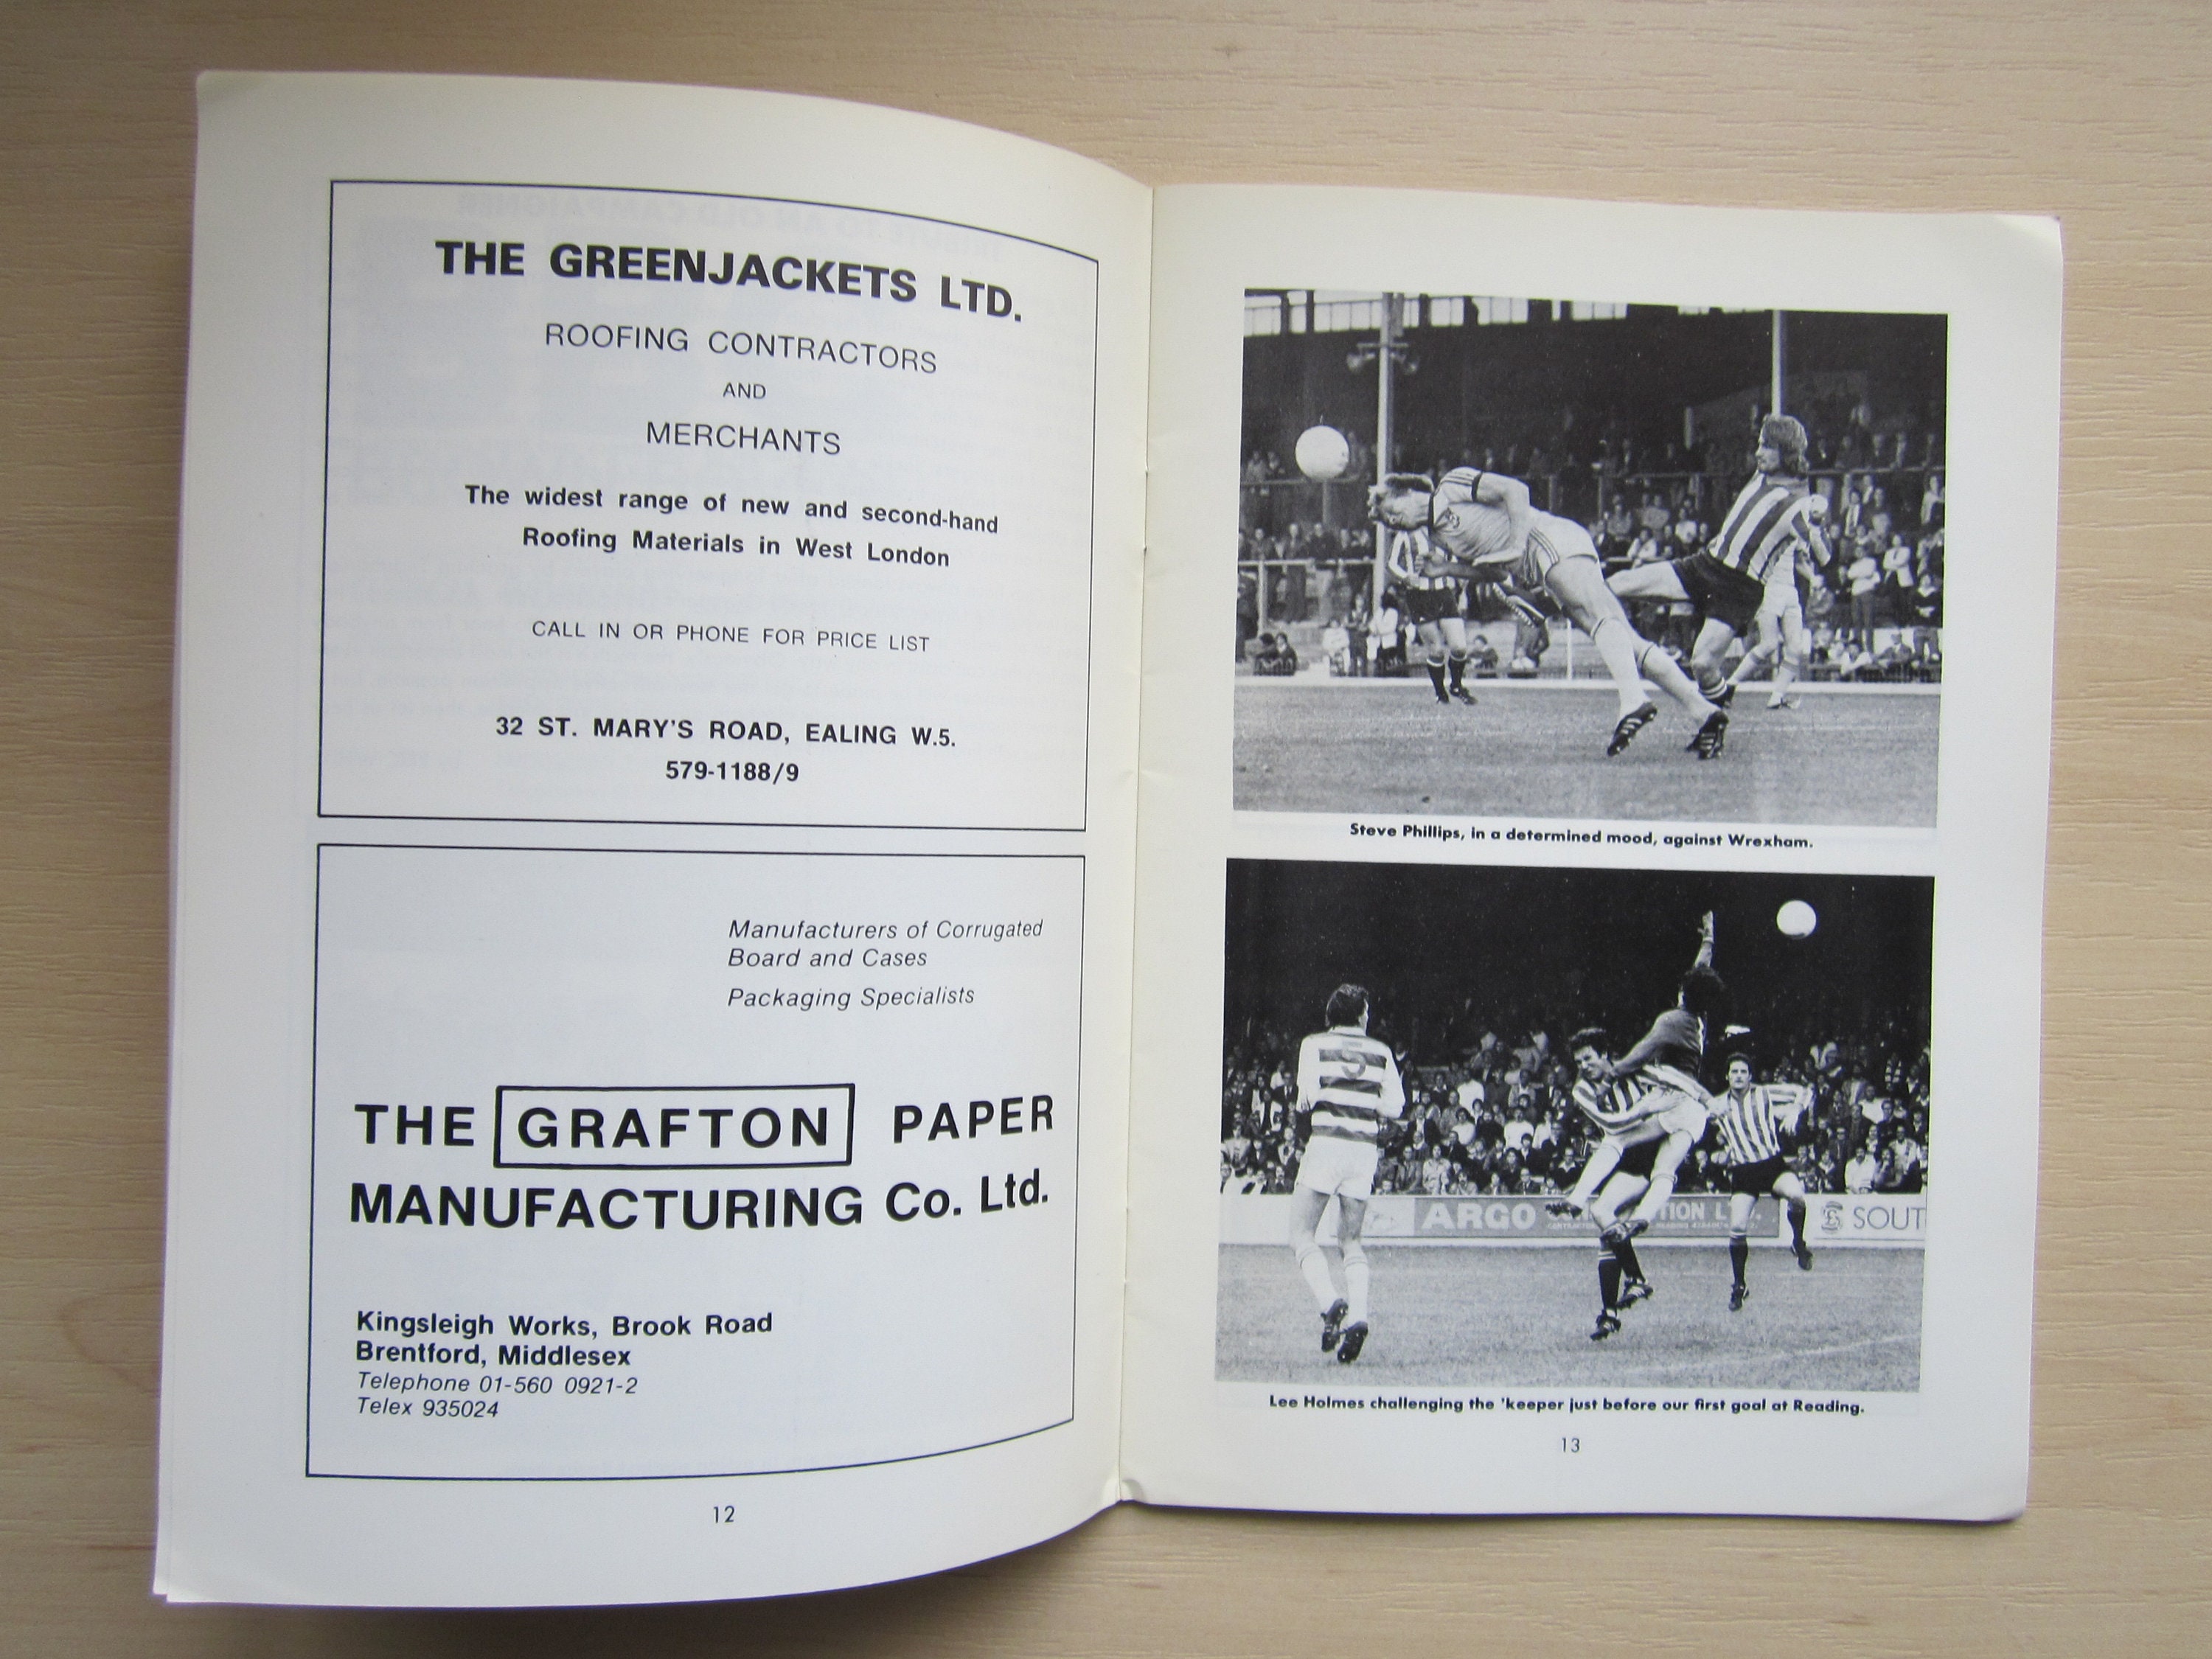 THE GREENJACKETS LTD.
ROOFING CONTRACTORS
AND
MERCHANTS
The widest range of new and second-hand
Roofing Materials in West London
CALL IN OR PHONE FOR PRICE LIST
32 ST. MARY'S ROAD, EALING W.5.
579-1188/9
Manufacturers of Corrugated
Board and Cases
Packaging Specialists
THE GRAFTON PAPER
MANUFACTURING Co. Ltd.
Kingsleigh Works, Brook Road
Brentford, Middlesex
Telephone 01-560 0921-2
Telex 935024
12
Steve Phillips, in a determined mood, against Wrexham.
5
ARGO
LTD.
SOUT
Lee Holmes challenging the 'keeper just before our first goal at Reading.
13